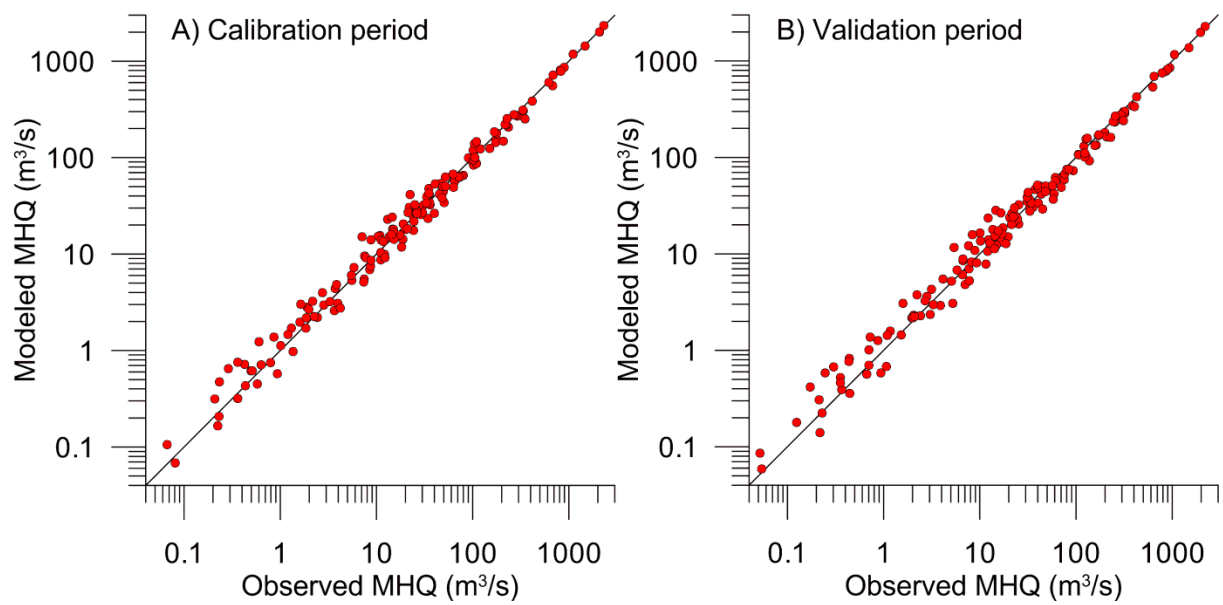 A) Calibration period
Modeled MHQ (m³/s)
1000
100
10
1
0.1
0.1 1 10 100 1000
Observed MHQ (m³/s)
B) Validation period
Modeled MHQ (m³/s)
1000
100
10
1
0.1
0.1 1 10 100 1000
Observed MHQ (m³/s)